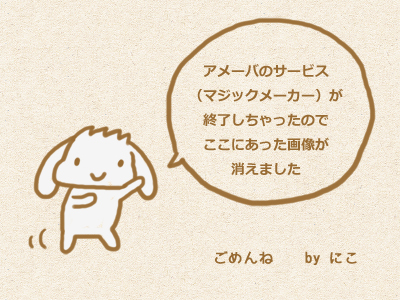 アメーバのサービス
（マジックメーカー）が
終了しちゃったので
ここにあった画像が
消えました
ごめんね　　by にこ